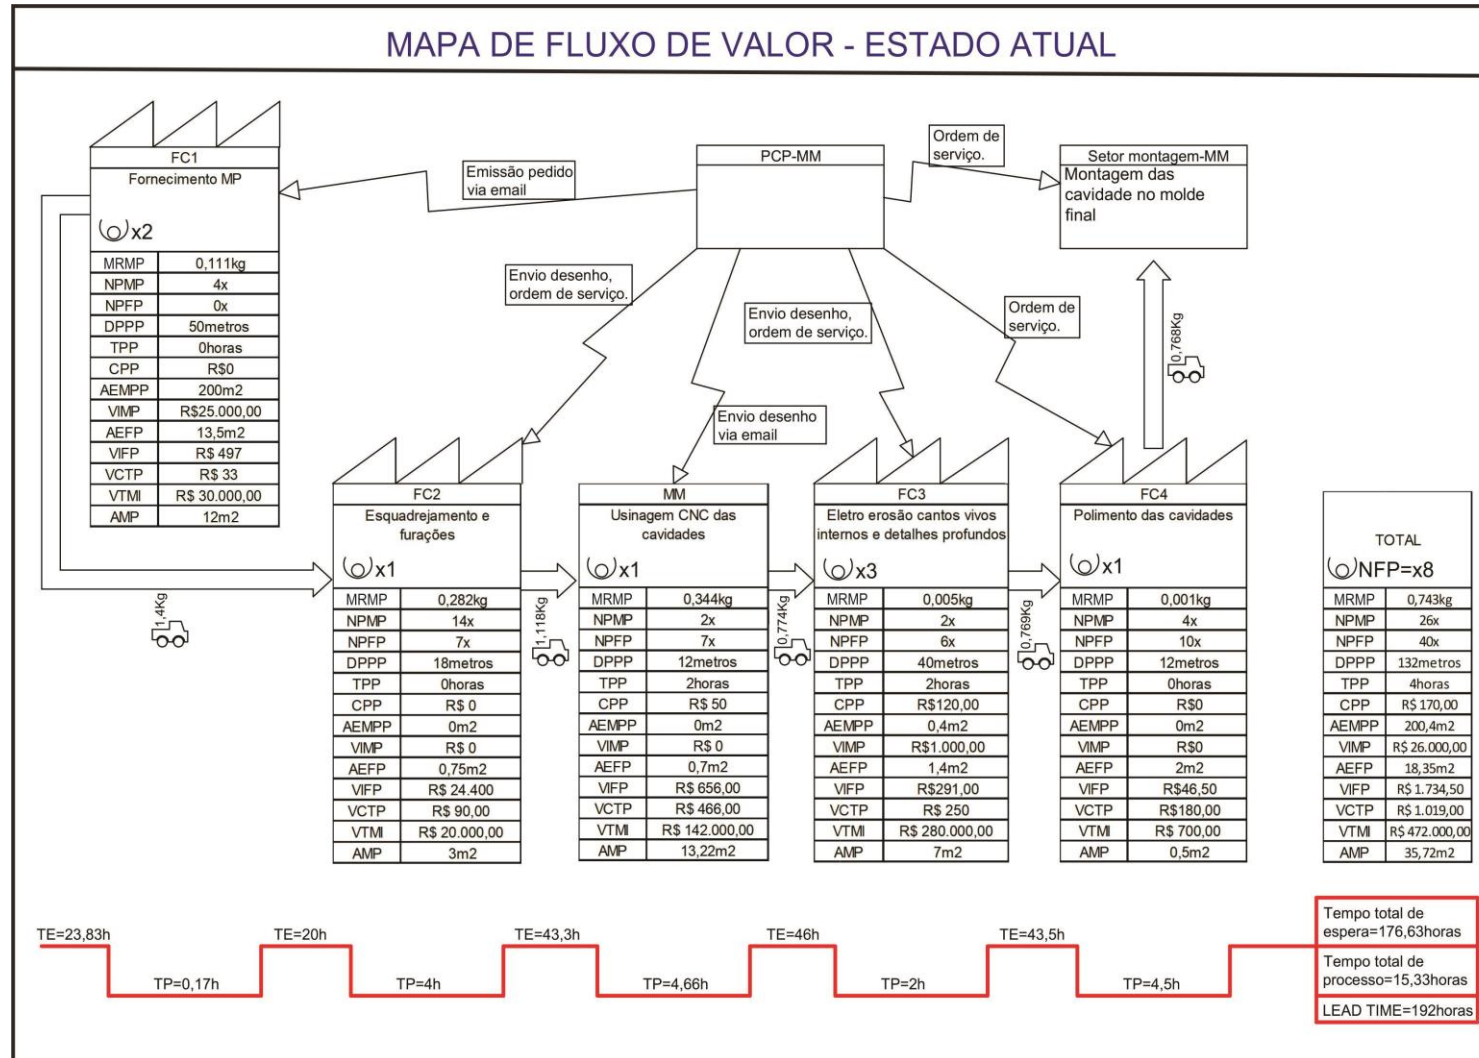 MAPA DE FLUXO DE VALOR - ESTADO ATUAL
FC1
Fornecimento MP
x2
MRMP 0,111kg
NPMP 4x
NPFP 0x
DPPP 50metros
TPP 0horas
CPP R$0
AEMPP 200m2
VIMP R$25.000,00
AEFP 13,5m2
VIFP R$ 497
VCTP R$ 33
VTMI R$ 30.000,00
AMP 12m2
Emissão pedido
via email
PCP-MM
Ordem de
serviço.
Setor montagem-MM
Montagem das
cavidade no molde
final
Envio desenho,
ordem de serviço.
Envio desenho,
ordem de serviço.
Ordem de
serviço.
Envio desenho
via email
0,768Kg
1,4Kg
FC2
Esquadrejamento e
furações
x1
MRMP 0,282kg
NPMP 14x
NPFP 7x
DPPP 18metros
TPP 0horas
CPP R$ 0
AEMPP 0m2
VIMP R$ 0
AEFP 0,75m2
VIFP R$ 24.400
VCTP R$ 90,00
VTMI R$ 20.000,00
AMP 3m2
1,118Kg
MM
Usinagem CNC das
cavidades
x1
MRMP 0,344kg
NPMP 2x
NPFP 7x
DPPP 12metros
TPP 2horas
CPP R$ 50
AEMPP 0m2
VIMP R$ 0
AEFP 0,7m2
VIFP R$ 656,00
VCTP R$ 466,00
VTMI R$ 142.000,00
AMP 13,22m2
0,774Kg
FC3
Eletro erosão cantos vivos
internos e detalhes profundos
x3
MRMP 0,005kg
NPMP 2x
NPFP 6x
DPPP 40metros
TPP 2horas
CPP R$120,00
AEMPP 0,4m2
VIMP R$1.000,00
AEFP 1,4m2
VIFP R$291,00
VCTP R$ 250
VTMI R$ 280.000,00
AMP 7m2
0,769Kg
FC4
Polimento das cavidades
x1
MRMP 0,001kg
NPMP 4x
NPFP 10x
DPPP 12metros
TPP 0horas
CPP R$0
AEMPP 0m2
VIMP R$0
AEFP 2m2
VIFP R$46,50
VCTP R$180,00
VTMI R$ 700,00
AMP 0,5m2
TOTAL
NFP=x8
MRMP 0,743kg
NPMP 26x
NPFP 40x
DPPP 132metros
TPP 4horas
CPP R$ 170,00
AEMPP 200,4m2
VIMP R$ 26.000,00
AEFP 18,35m2
VIFP R$ 1.734,50
VCTP R$ 1.019,00
VTMI R$ 472.000,00
AMP 35,72m2
TE=23,83h
TP=0,17h
TE=20h
TP=4h
TE=43,3h
TP=4,66h
TE=46h
TP=2h
TE=43,5h
TP=4,5h
Tempo total de
espera=176,63horas
Tempo total de
processo=15,33horas
LEAD TIME=192horas